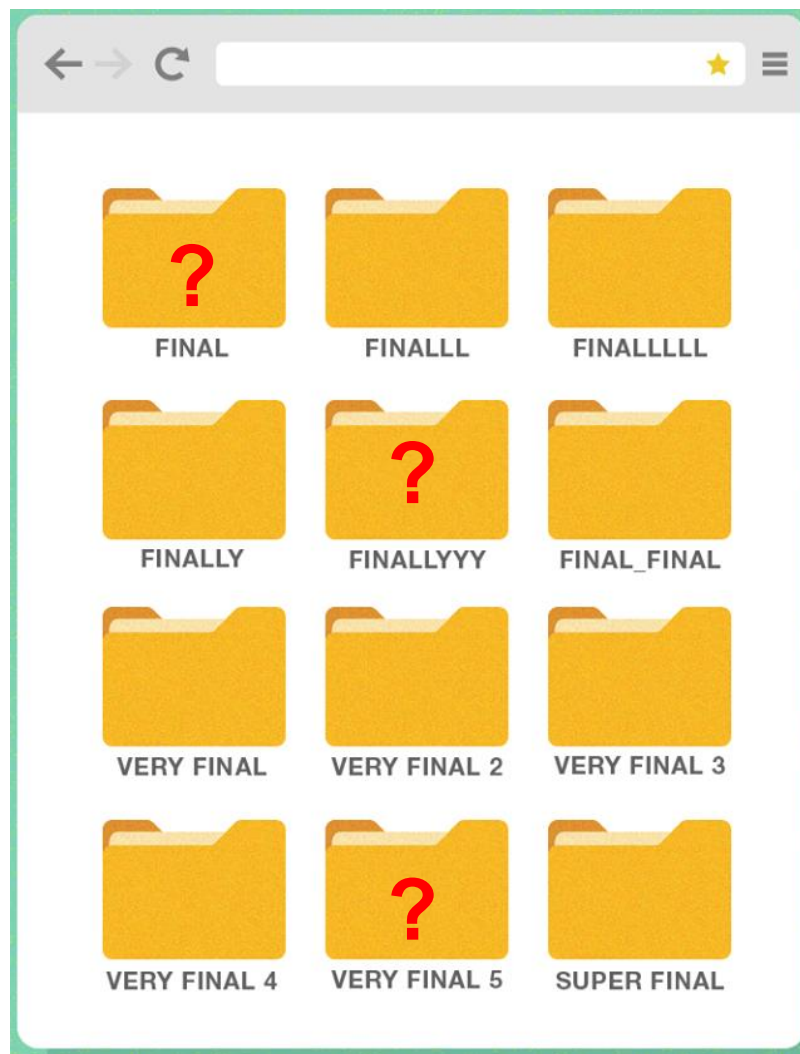 ?
FINAL
FINALLL
FINALLLLL
FINALLY
?
FINALLYYY
FINAL_FINAL
VERY FINAL
VERY FINAL 2
VERY FINAL 3
VERY FINAL 4
?
VERY FINAL 5
SUPER FINAL